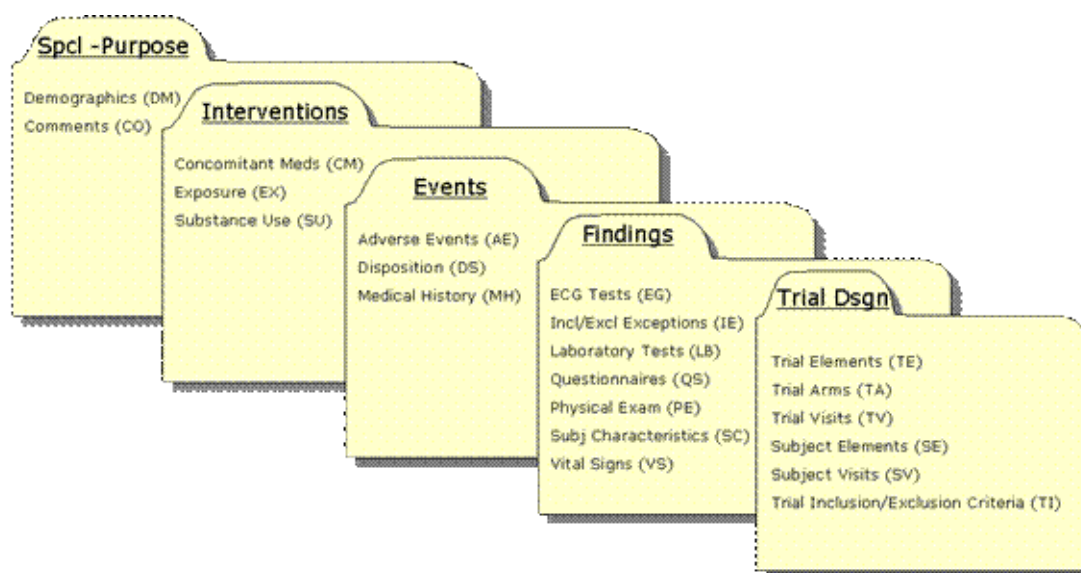 Spcl -Purpose
Demographics (DM)
Comments (CO)
Interventions
Concomitant Meds (CM)
Exposure (EX)
Substance Use (SU)
Events
Adverse Events (AE)
Disposition (DS)
Medical History (MH)
Findings
ECG Tests (EG)
Incl/Excl Exceptions (IE)
Laboratory Tests (LB)
Questionnaires (QS)
Physical Exam (PE)
Subj Characteristics (SC)
Vital Signs (VS)
Trial Dsgn
Trial Elements (TE)
Trial Arms (TA)
Trial Visits (TV)
Subject Elements (SE)
Subject Visits (SV)
Trial Inclusion/Exclusion Criteria (TI)